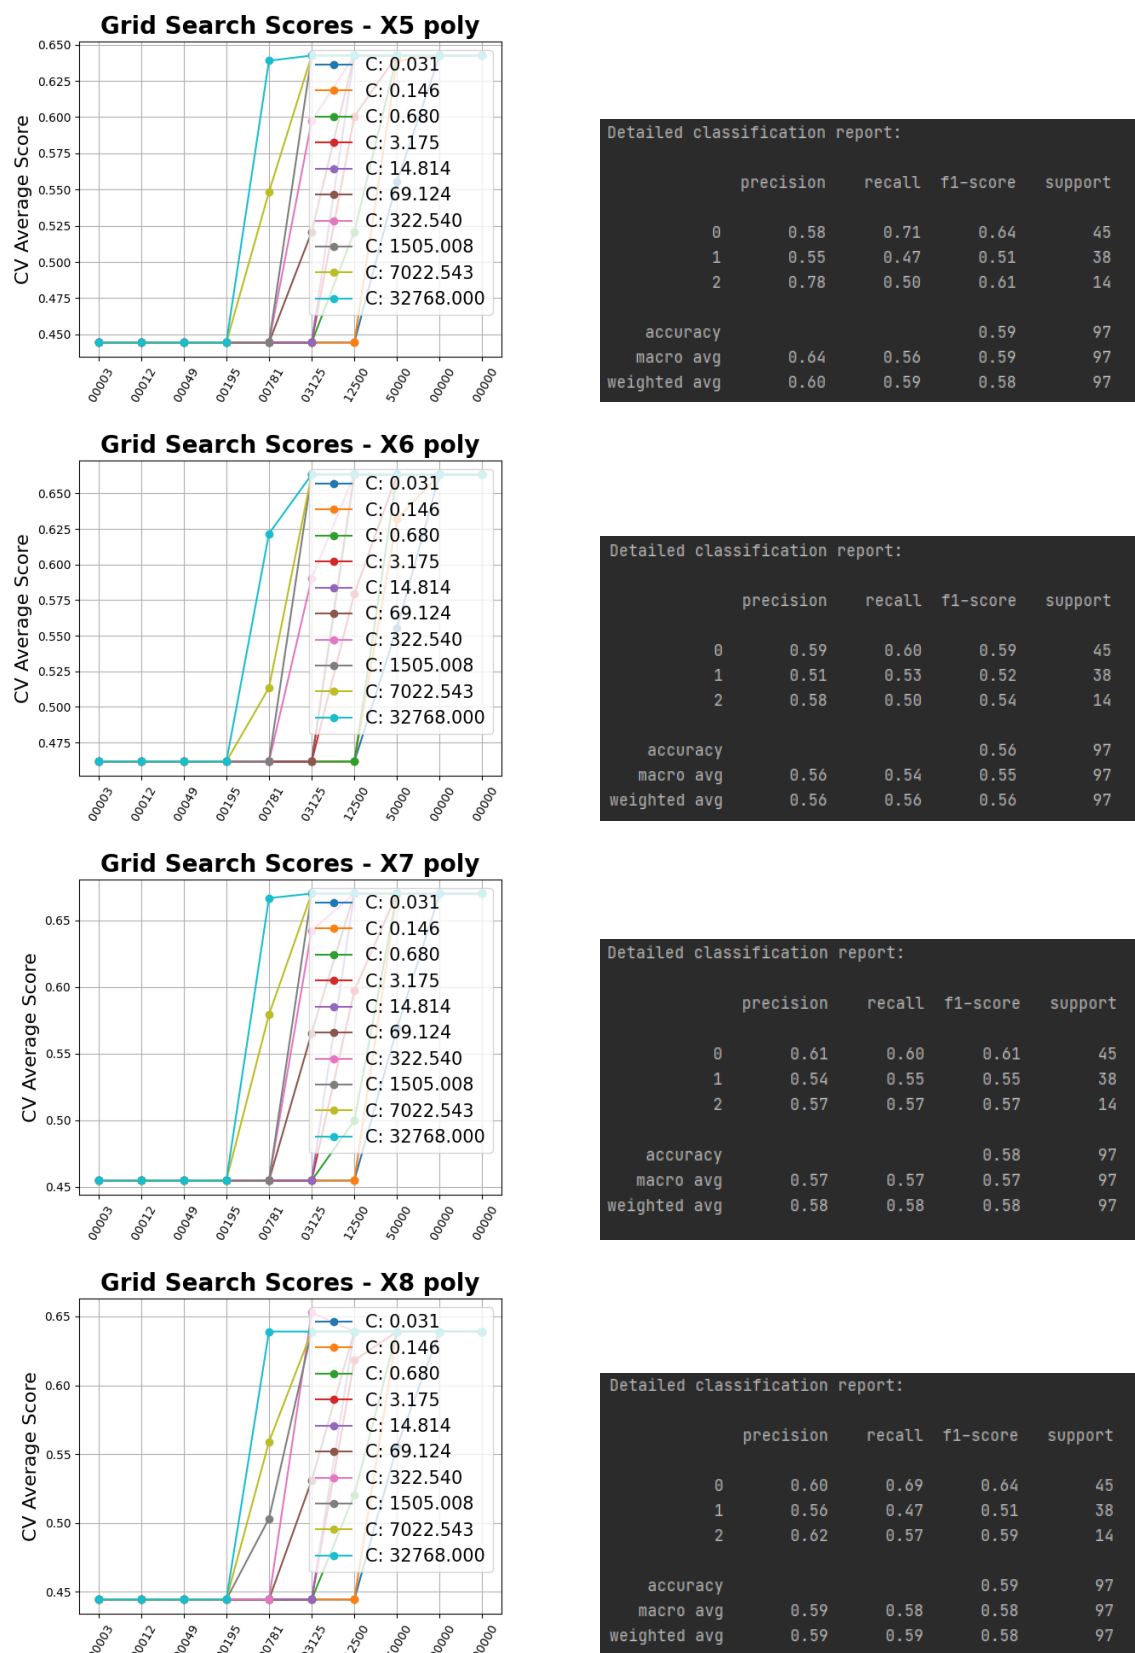 Grid Search Scores - X5 poly
CV Average Score
0.650
0.625
0.600
0.575
0.550
0.525
0.500
0.475
0.450
C: 0.031
C: 0.146
C: 0.680
C: 3.175
C: 14.814
C: 69.124
C: 322.540
C: 1505.008
C: 7022.543
C: 32768.000
00003 00012 00049 00195 00781 03125 12500 50000 00000 00000
Detailed classification report:
precision recall f1-score support
0 0.58 0.71 0.64 45
1 0.55 0.47 0.51 38
2 0.78 0.50 0.61 14
accuracy 0.59 97
macro avg 0.64 0.56 0.59 97
weighted avg 0.60 0.59 0.58 97
Grid Search Scores - X6 poly
CV Average Score
0.650
0.625
0.600
0.575
0.550
0.525
0.500
0.475
C: 0.031
C: 0.146
C: 0.680
C: 3.175
C: 14.814
C: 69.124
C: 322.540
C: 1505.008
C: 7022.543
C: 32768.000
00003 00012 00049 00195 00781 03125 12500 50000 00000 00000
Detailed classification report:
precision recall f1-score support
0 0.59 0.60 0.59 45
1 0.51 0.53 0.52 38
2 0.58 0.50 0.54 14
accuracy 0.56 97
macro avg 0.56 0.54 0.55 97
weighted avg 0.56 0.56 0.56 97
Grid Search Scores - X7 poly
CV Average Score
0.65
0.60
0.55
0.50
0.45
C: 0.031
C: 0.146
C: 0.680
C: 3.175
C: 14.814
C: 69.124
C: 322.540
C: 1505.008
C: 7022.543
C: 32768.000
00003 00012 00049 00195 00781 03125 12500 50000 00000 00000
Detailed classification report:
precision recall f1-score support
0 0.61 0.60 0.61 45
1 0.54 0.55 0.55 38
2 0.57 0.57 0.57 14
accuracy 0.58 97
macro avg 0.57 0.57 0.57 97
weighted avg 0.58 0.58 0.58 97
Grid Search Scores - X8 poly
CV Average Score
0.65
0.60
0.55
0.50
0.45
C: 0.031
C: 0.146
C: 0.680
C: 3.175
C: 14.814
C: 69.124
C: 322.540
C: 1505.008
C: 7022.543
C: 32768.000
0003 0012 0049 0195 0781 3125 2500 0000 0000 0000
Detailed classification report:
precision recall f1-score support
0 0.60 0.69 0.64 45
1 0.56 0.47 0.51 38
2 0.62 0.57 0.59 14
accuracy 0.59 97
macro avg 0.59 0.58 0.58 97
weighted avg 0.59 0.59 0.58 97